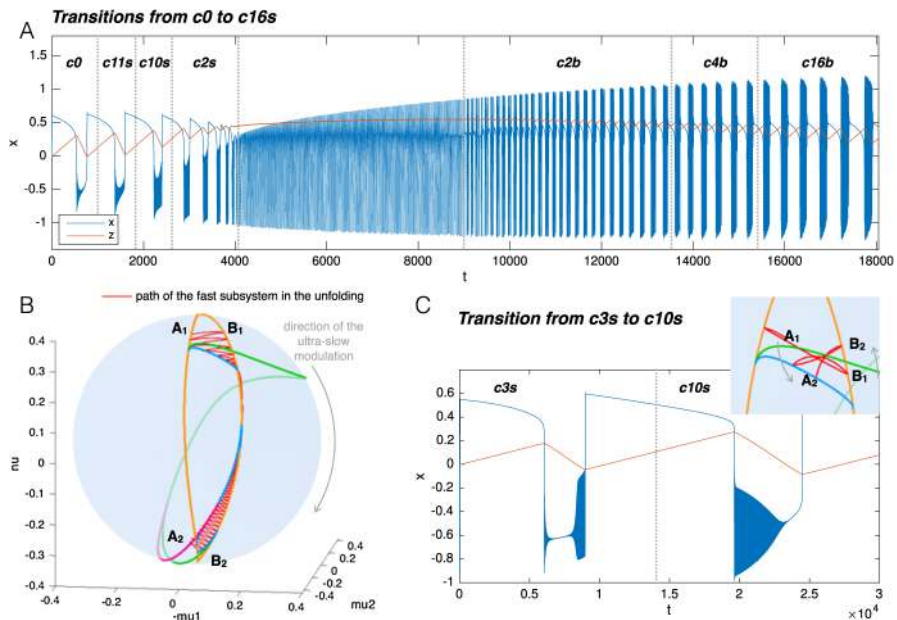 Transitions from c0 to c16s
A
c0 c11s c10s c2s c2b c4b c16b
1.5
1
0.5
0
-0.5
-1
x
x
z
0 2000 4000 6000 8000 10000 12000 14000 16000 18000
t
B
path of the fast subsystem in the unfolding
A1 B1
direction of the
ultra-slow
modulation
0.4
0.3
0.2
0.1
0
-0.1
-0.2
-0.3
-0.4
nu
A2
B2
-0.4 -0.2 0 0.2 0.4
-mu1
0.4
0.2
0
-0.2
-0.4
mu2
C
Transition from c3s to c10s
A1
B2
A2
B1
c3s c10s
0.6
0.4
0.2
0
-0.2
-0.4
-0.6
-0.8
-1
x
0 0.5 1 1.5 2 2.5 3
t
×10⁴